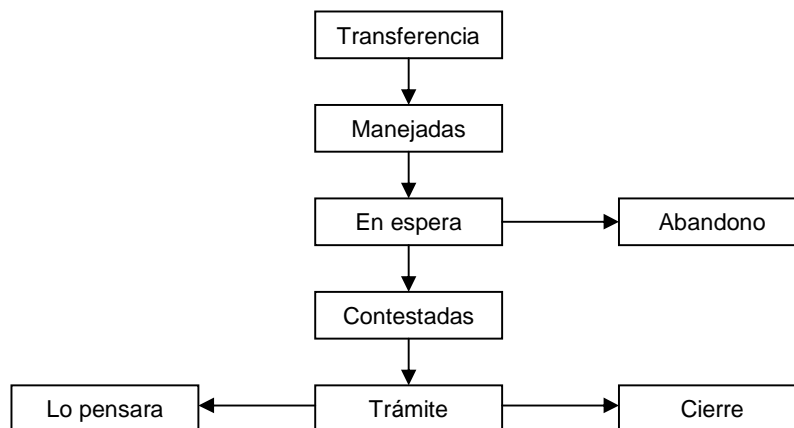 Transferencia
Manejadas
En espera
Abandono
Contestadas
Lo pensara
Trámite
Cierre